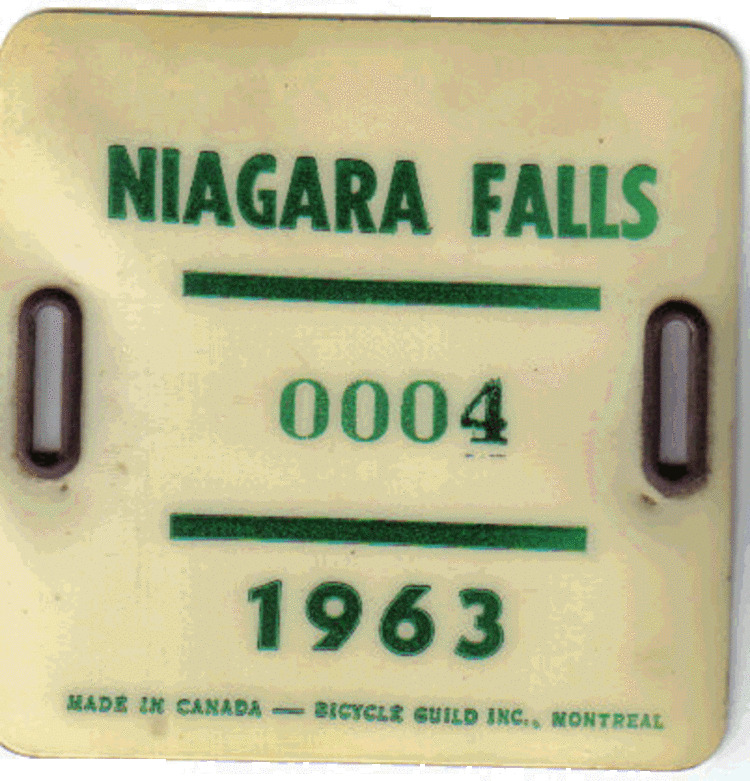 NIAGARA FALLS
0004
1963
MADE IN CANADA — BICYCLE GUILD INC., MONTREAL